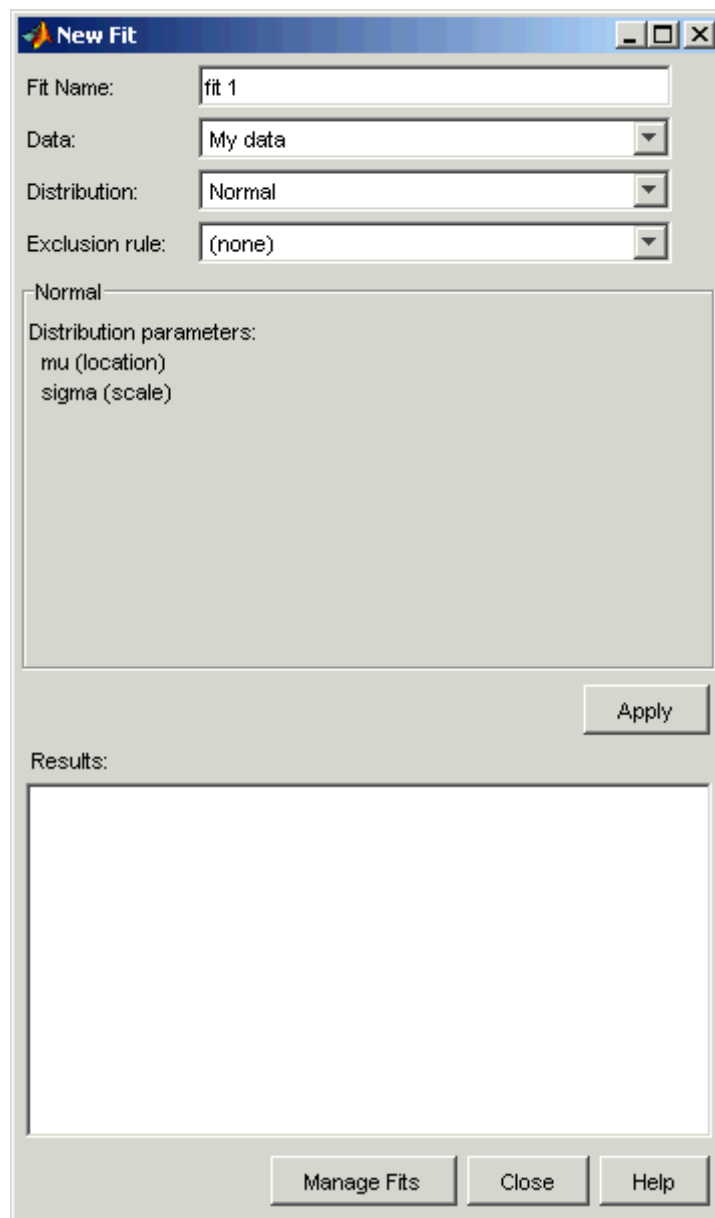 New Fit
Fit Name: fit 1
Data: My data
Distribution: Normal
Exclusion rule: (none)
Normal
Distribution parameters:
mu (location)
sigma (scale)
Apply
Results:
Manage Fits Close Help